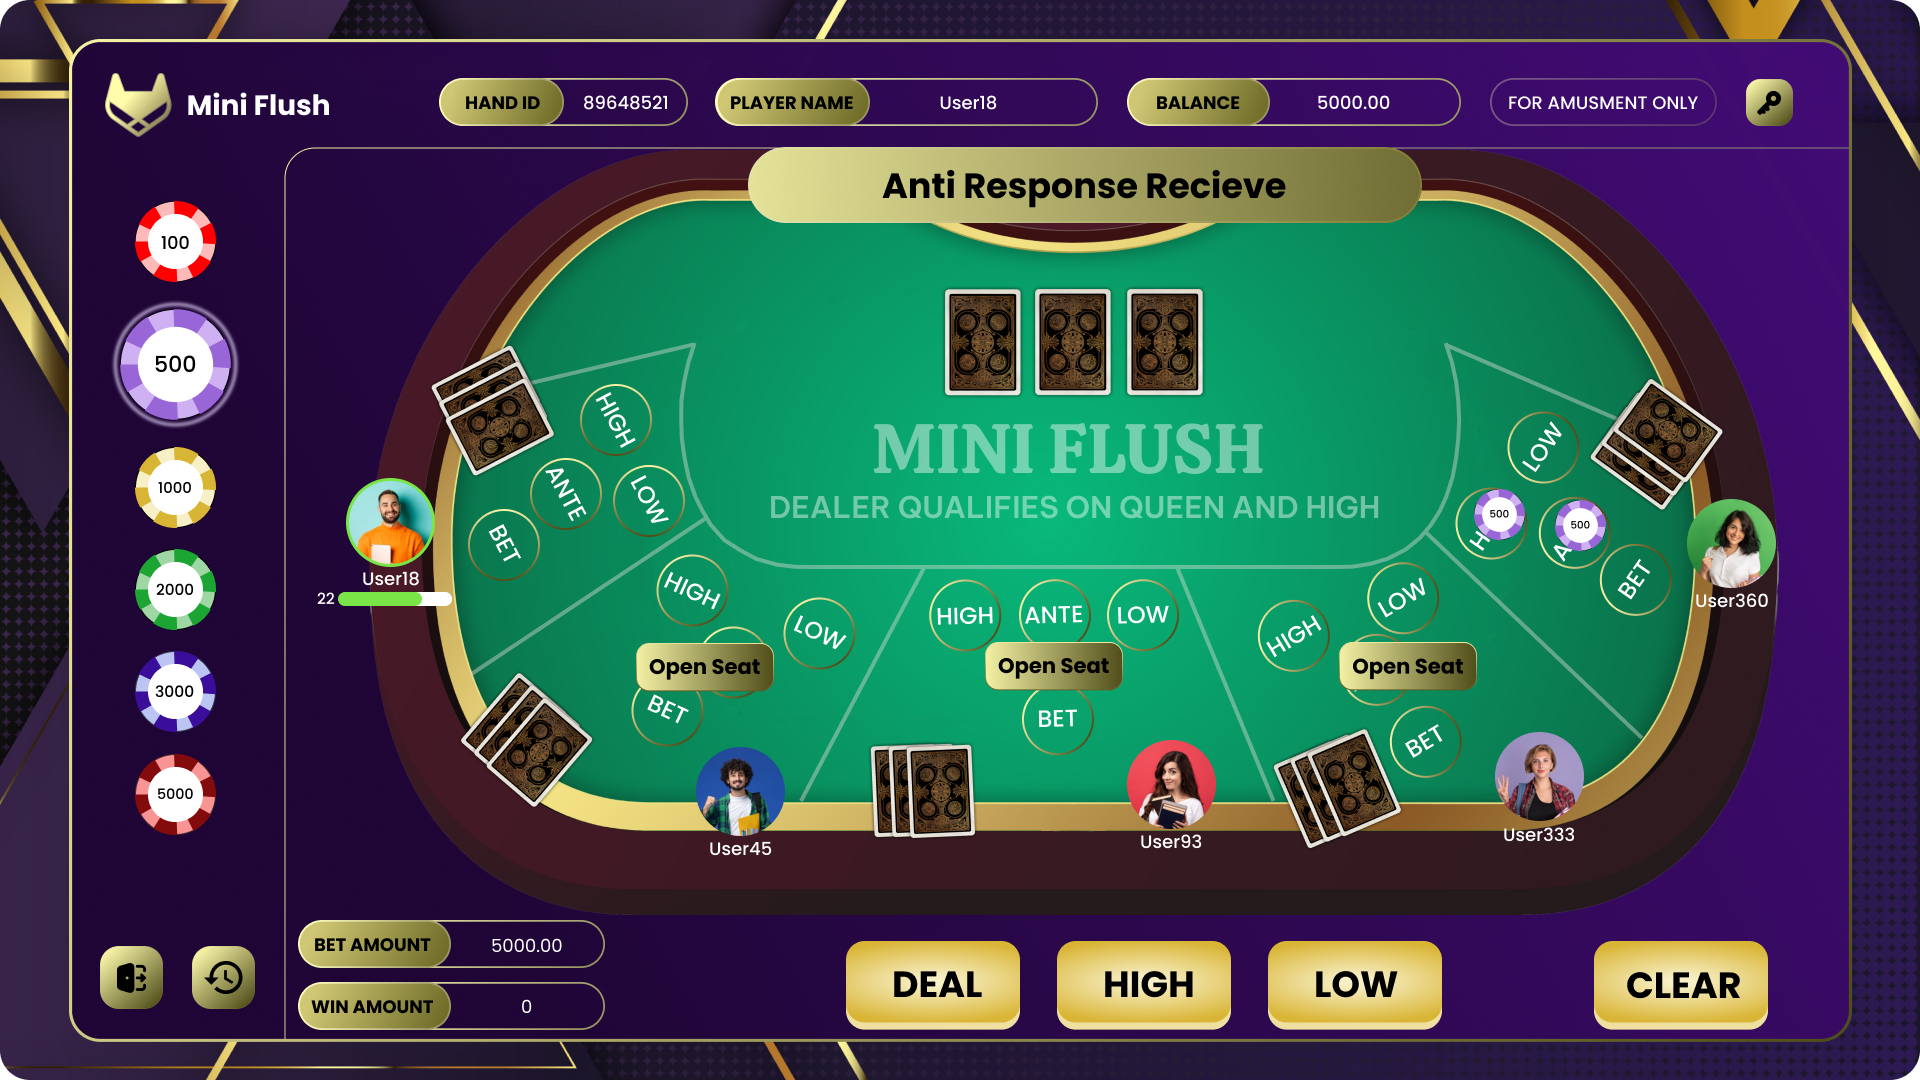 Mini Flush
HAND ID 89648521
PLAYER NAME User18
BALANCE 5000.00
FOR AMUSMENT ONLY
Anti Response Recieve
100
500
1000
2000
3000
5000
MINI FLUSH
DEALER QUALIFIES ON QUEEN AND HIGH
HIGH
ANTE
LOW
BET
User18
22
HIGH
LOW
Open Seat
BET
User45
HIGH
ANTE
LOW
Open Seat
BET
User93
HIGH
LOW
Open Seat
BET
User333
LOW
500
500
H
A
BET
User360
BET AMOUNT 5000.00
WIN AMOUNT 0
DEAL
HIGH
LOW
CLEAR